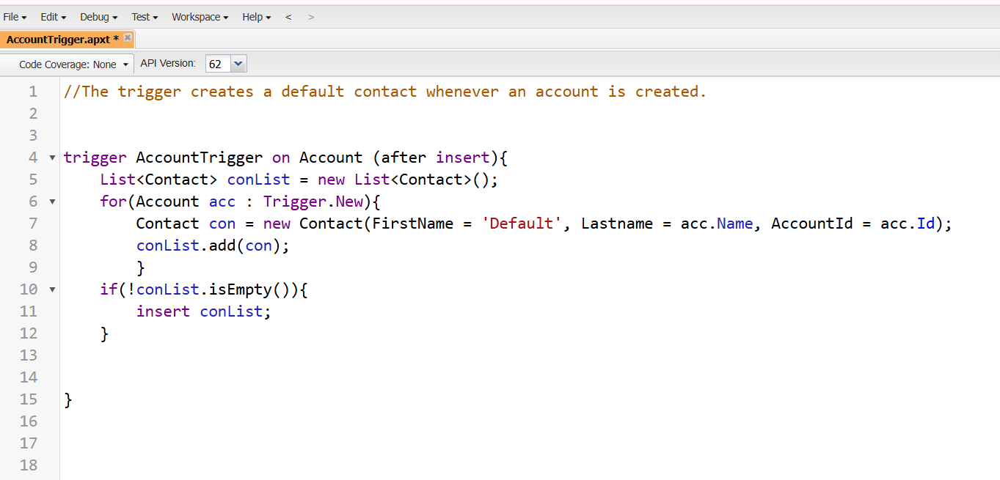 File Edit Debug Test Workspace Help < >
AccountTrigger.apxt *
Code Coverage: None API Version: 62
1 //The trigger creates a default contact whenever an account is created.
2
3
4 trigger AccountTrigger on Account (after insert){
5     List<Contact> conList = new List<Contact>();
6     for(Account acc : Trigger.New){
7         Contact con = new Contact(FirstName = 'Default', Lastname = acc.Name, AccountId = acc.Id);
8         conList.add(con);
9         }
10     if(!conList.isEmpty()){
11         insert conList;
12     }
13
14
15 }
16
17
18